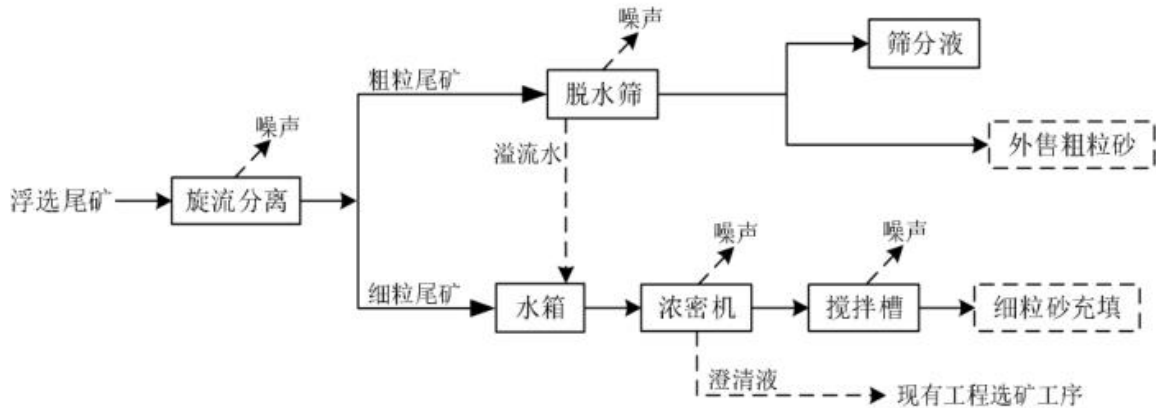 噪声
筛分液
粗粒尾矿
脱水筛
噪声
溢流水
外售粗粒砂
浮选尾矿
旋流分离
噪声
噪声
细粒尾矿
水箱
浓密机
搅拌槽
细粒砂充填
澄清液
现有工程选矿工序